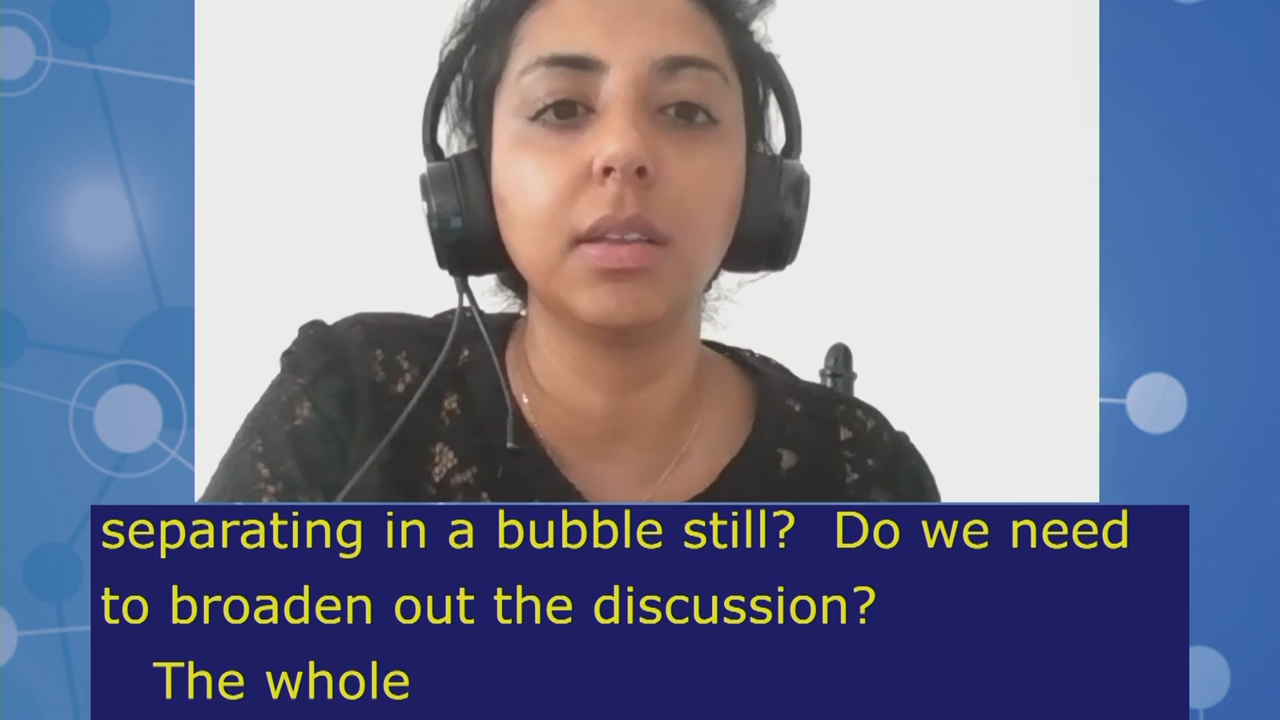 separating in a bubble still?  Do we need
to broaden out the discussion?
The whole